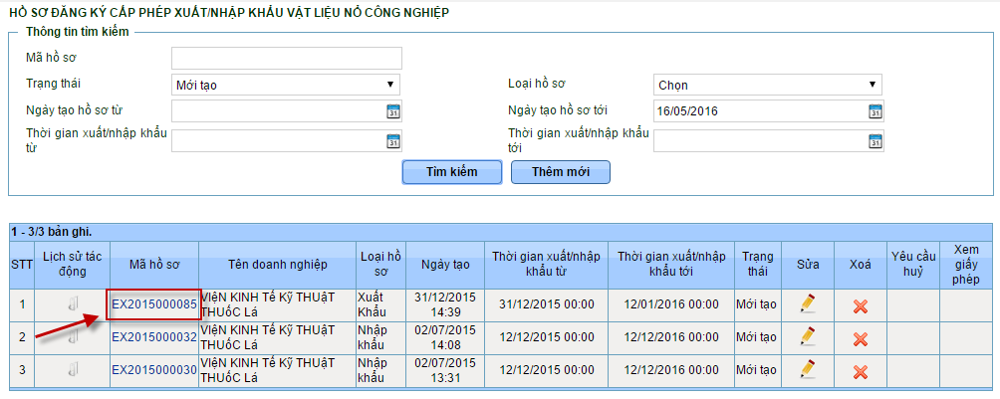 HỒ SƠ ĐĂNG KÝ CẤP PHÉP XUẤT/NHẬP KHẨU VẬT LIỆU NỔ CÔNG NGHIỆP
Thông tin tìm kiếm
Mã hồ sơ
Trạng thái Mới tạo Loại hồ sơ Chọn
Ngày tạo hồ sơ từ 31 Ngày tạo hồ sơ tới 16/05/2016 31
Thời gian xuất/nhập khẩu từ 31 Thời gian xuất/nhập khẩu tới 31
Tìm kiếm Thêm mới
1 - 3/3 bản ghi.
STT Lịch sử tác động Mã hồ sơ Tên doanh nghiệp Loại hồ sơ Ngày tạo Thời gian xuất/nhập khẩu từ Thời gian xuất/nhập khẩu tới Trạng thái Sửa Xoá Yêu cầu huỷ Xem giấy phép
1 EX2015000085 VIệN KINH Tế Kỹ THUậT THUốC Lá Xuất Khẩu 31/12/2015 14:39 31/12/2015 00:00 12/01/2016 00:00 Mới tạo
2 EX2015000032 VIệN KINH Tế Kỹ THUậT THUốC Lá Nhập khẩu 02/07/2015 14:08 12/12/2015 00:00 12/12/2016 00:00 Mới tạo
3 EX2015000030 VIệN KINH Tế Kỹ THUậT THUốC Lá Nhập khẩu 02/07/2015 13:31 12/12/2015 00:00 12/12/2016 00:00 Mới tạo